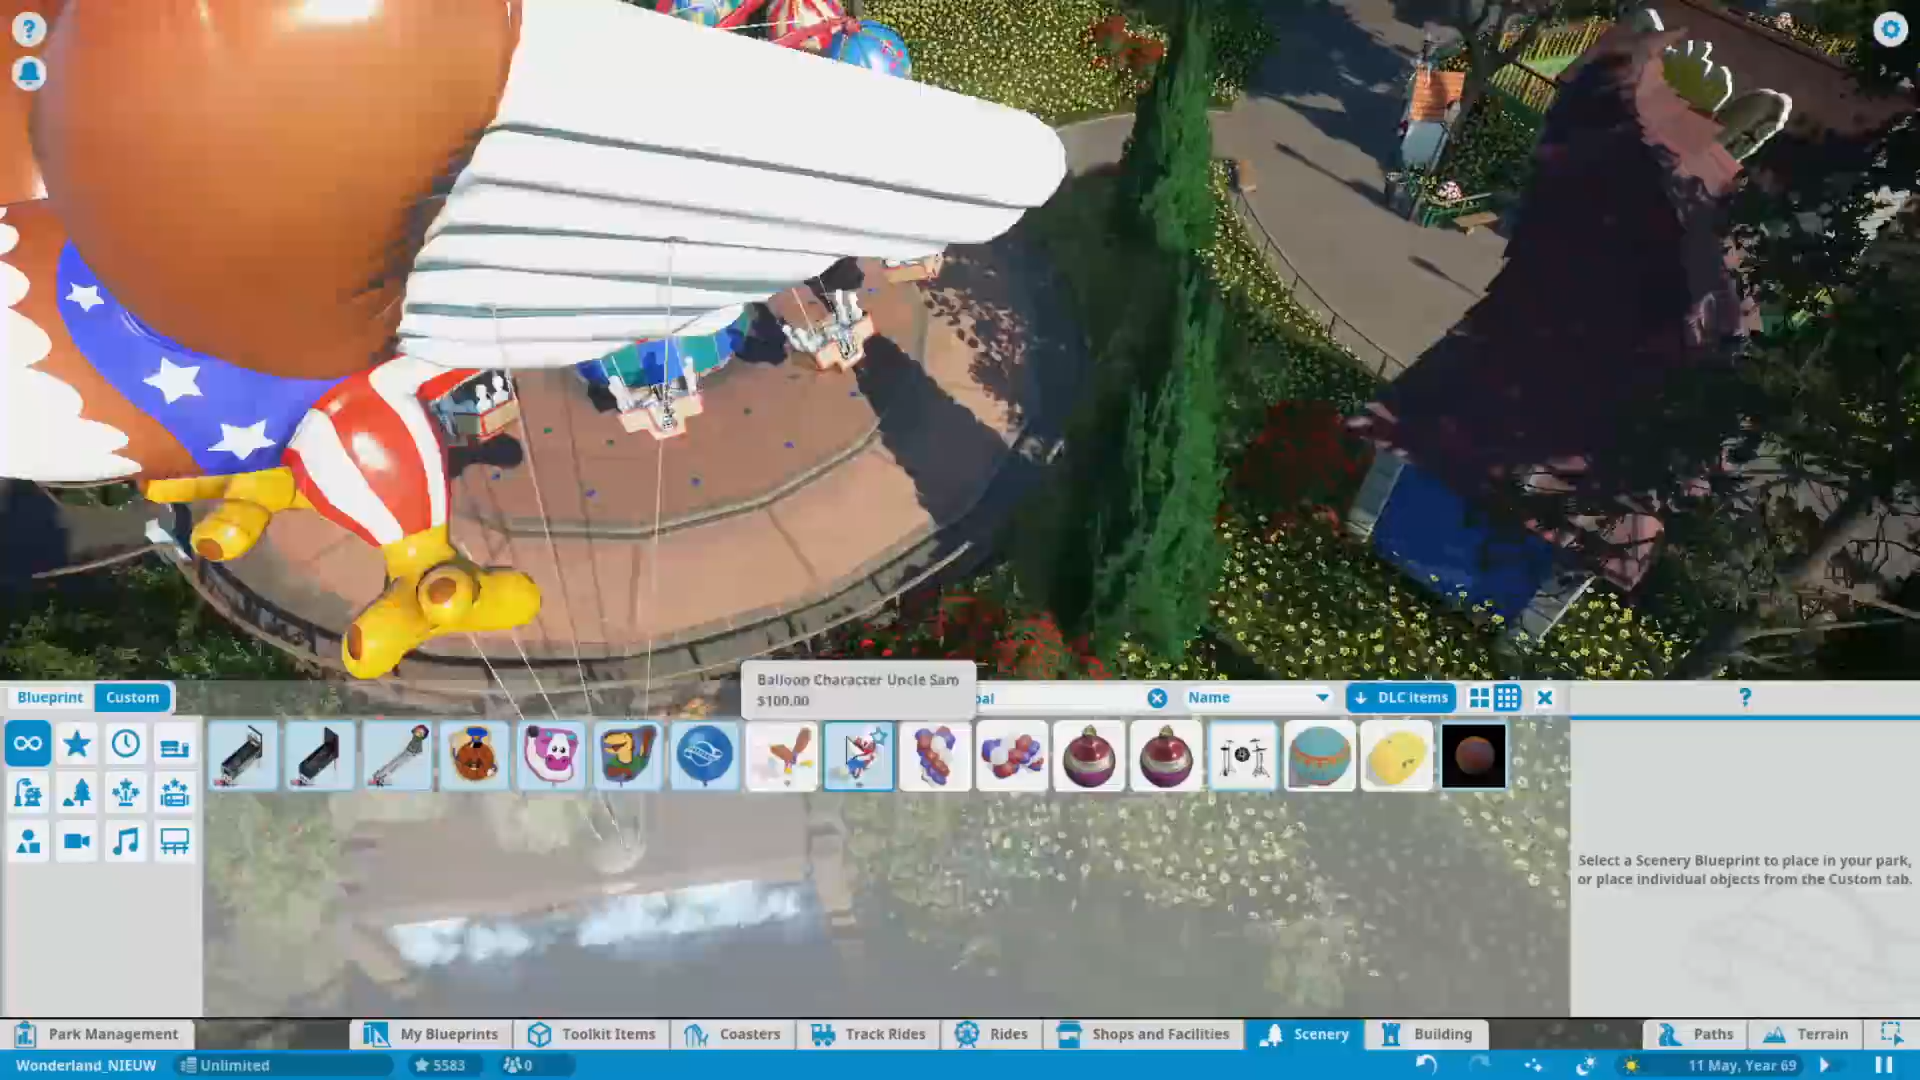 Balloon Character Uncle Sam
$100.00
Blueprint
Custom
bal
Name
DLC items
?
?
Select a Scenery Blueprint to place in your park,
or place individual objects from the Custom tab.
Park Management
My Blueprints
Toolkit Items
Coasters
Track Rides
Rides
Shops and Facilities
Scenery
Building
Paths
Terrain
Wonderland_NIEUW
Unlimited
5583
0
11 May, Year 69